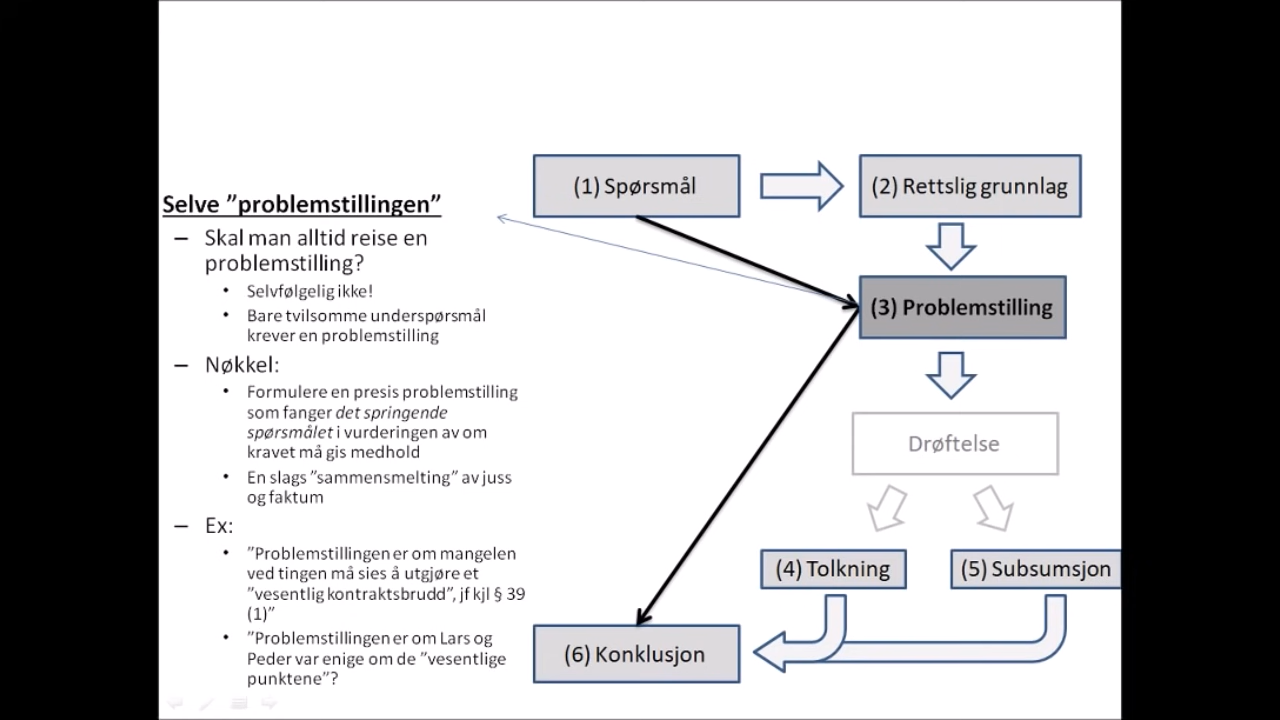 Selve ”problemstillingen”
– Skal man alltid reise en
problemstilling?
• Selvfølgelig ikke!
• Bare tvilsomme underspørsmål
krever en problemstilling
– Nøkkel:
• Formulere en presis problemstilling
som fanger det springende
spørsmålet i vurderingen av om
kravet må gis medhold
• En slags ”sammensmelting” av juss
og faktum
– Ex:
• ”Problemstillingen er om mangelen
ved tingen må sies å utgjøre et
”vesentlig kontraktsbrudd”, jf kjl § 39
(1)”
• ”Problemstillingen er om Lars og
Peder var enige om de ”vesentlige
punktene”?
(1) Spørsmål
(2) Rettslig grunnlag
(3) Problemstilling
Drøftelse
(4) Tolkning
(5) Subsumsjon
(6) Konklusjon